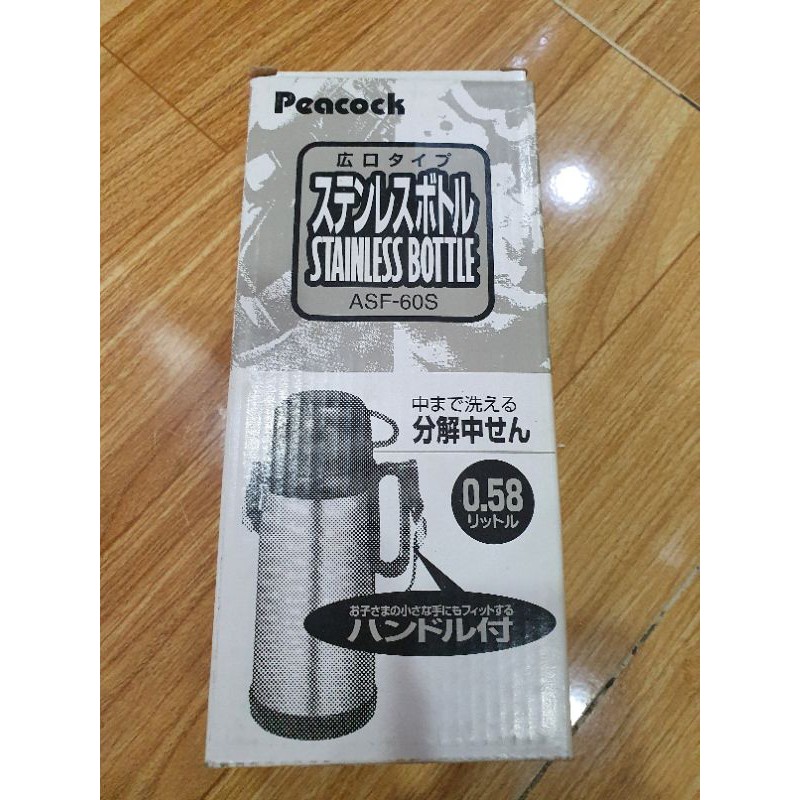 Peacock
広口タイプ
ステンレスボトル
STAINLESS BOTTLE
ASF-60S
中まで洗える
分解中せん
0.58
リットル
お子さまの小さな手にもフィットする
ハンドル付